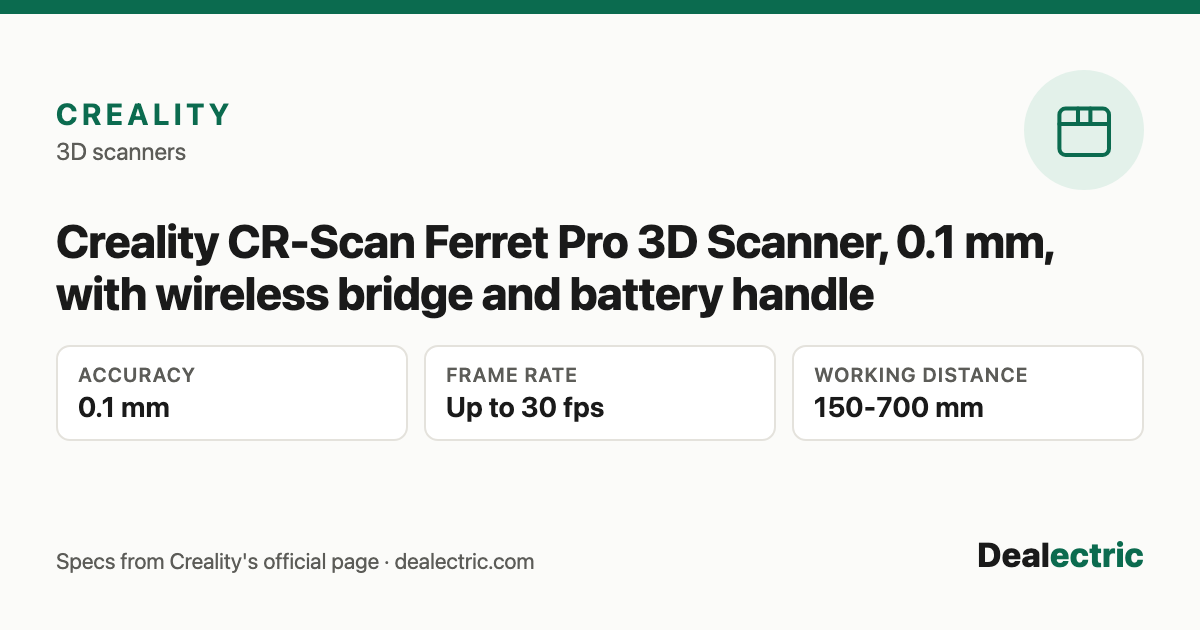 CREALITY
3D scanners
Creality CR-Scan Ferret Pro 3D Scanner, 0.1 mm,
with wireless bridge and battery handle
ACCURACY
0.1 mm
FRAME RATE
Up to 30 fps
WORKING DISTANCE
150-700 mm
Specs from Creality's official page · dealectric.com
Dealectric